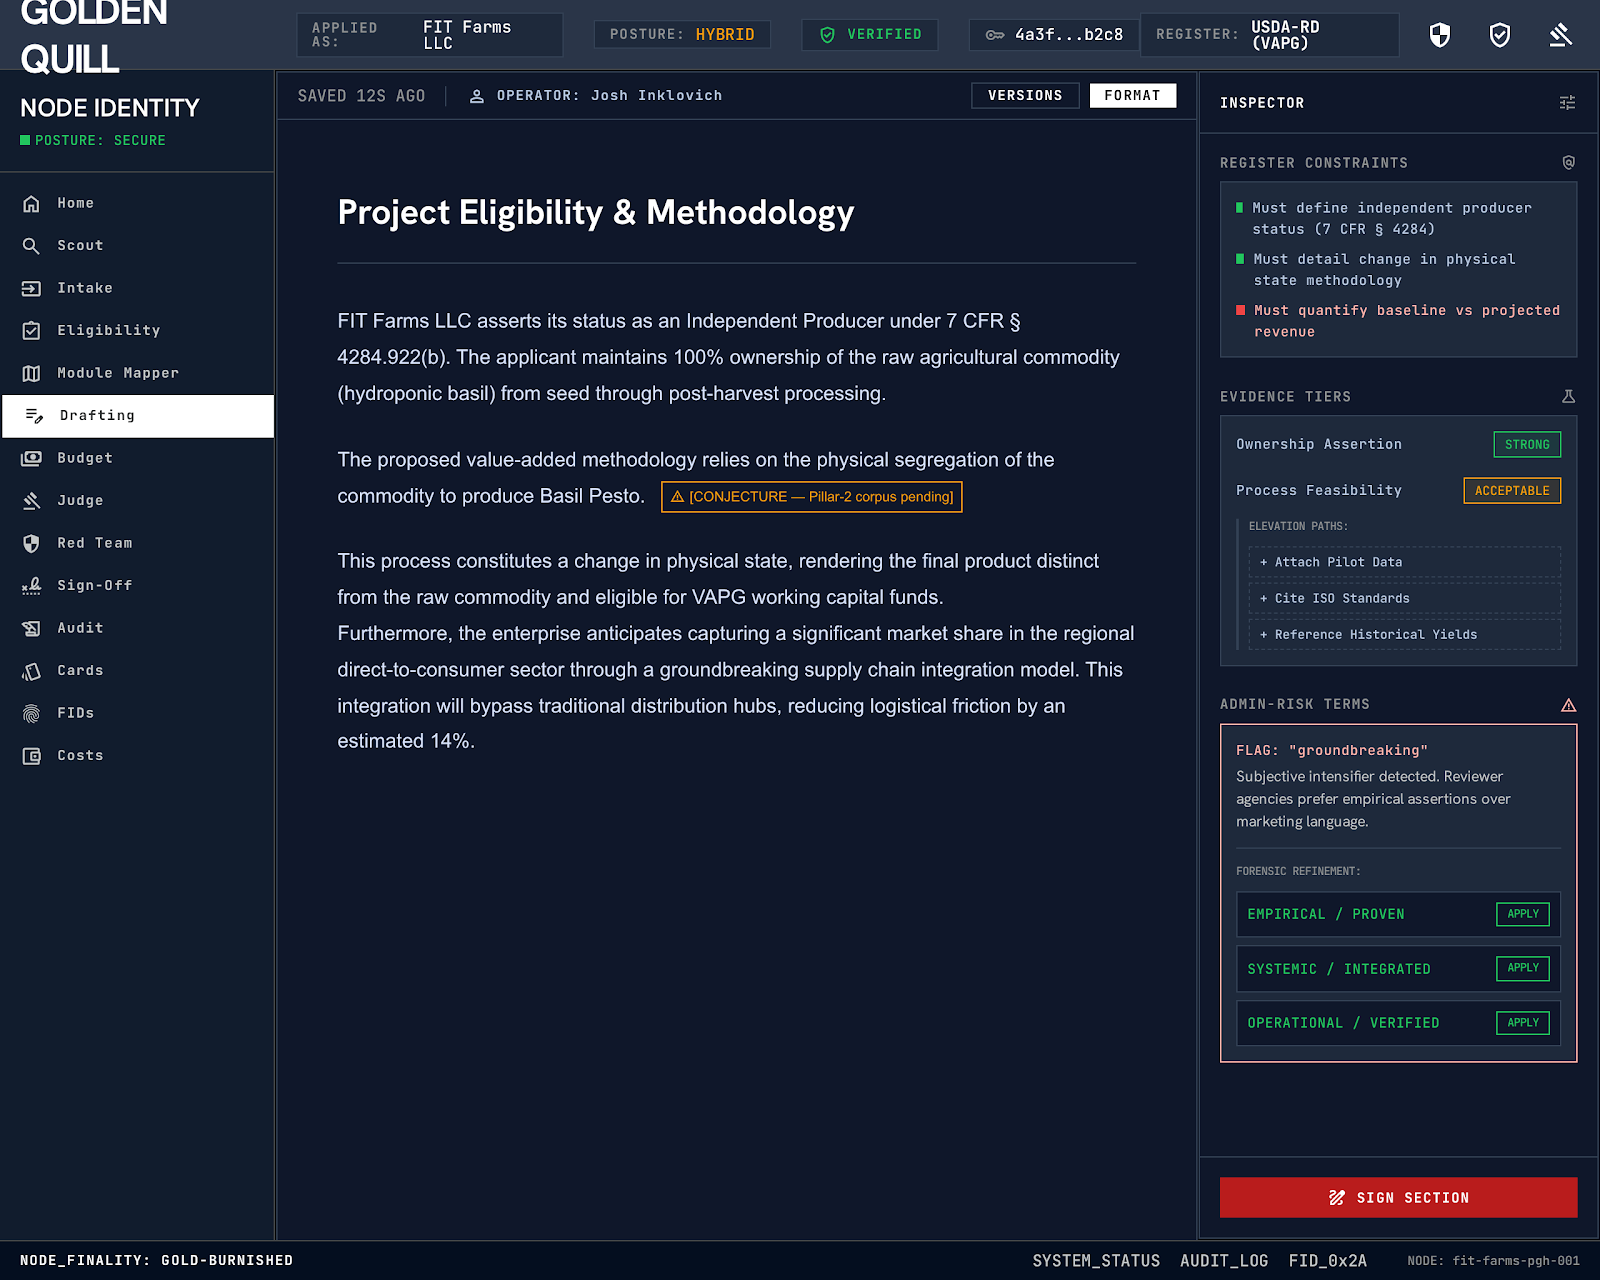 GOLDEN
QUILL
APPLIED
AS:
FIT Farms
LLC
POSTURE: HYBRID
VERIFIED
4a3f...b2c8
REGISTER:
USDA-RD
(VAPG)
NODE IDENTITY
POSTURE: SECURE
Home
Scout
Intake
Eligibility
Module Mapper
Drafting
Budget
Judge
Red Team
Sign-Off
Audit
Cards
FIDs
Costs
SAVED 12S AGO
OPERATOR: Josh Inklovich
VERSIONS
FORMAT
Project Eligibility & Methodology
FIT Farms LLC asserts its status as an Independent Producer under 7 CFR §
4284.922(b). The applicant maintains 100% ownership of the raw agricultural commodity
(hydroponic basil) from seed through post-harvest processing.
The proposed value-added methodology relies on the physical segregation of the
commodity to produce Basil Pesto. [CONJECTURE — Pillar-2 corpus pending]
This process constitutes a change in physical state, rendering the final product distinct
from the raw commodity and eligible for VAPG working capital funds.
Furthermore, the enterprise anticipates capturing a significant market share in the regional
direct-to-consumer sector through a groundbreaking supply chain integration model. This
integration will bypass traditional distribution hubs, reducing logistical friction by an
estimated 14%.
INSPECTOR
REGISTER CONSTRAINTS
Must define independent producer
status (7 CFR § 4284)
Must detail change in physical
state methodology
Must quantify baseline vs projected
revenue
EVIDENCE TIERS
Ownership Assertion STRONG
Process Feasibility ACCEPTABLE
ELEVATION PATHS:
+ Attach Pilot Data
+ Cite ISO Standards
+ Reference Historical Yields
ADMIN-RISK TERMS
FLAG: "groundbreaking"
Subjective intensifier detected. Reviewer
agencies prefer empirical assertions over
marketing language.
FORENSIC REFINEMENT:
EMPIRICAL / PROVEN APPLY
SYSTEMIC / INTEGRATED APPLY
OPERATIONAL / VERIFIED APPLY
SIGN SECTION
NODE_FINALITY: GOLD-BURNISHED
SYSTEM_STATUS AUDIT_LOG FID_0x2A NODE: fit-farms-pgh-001